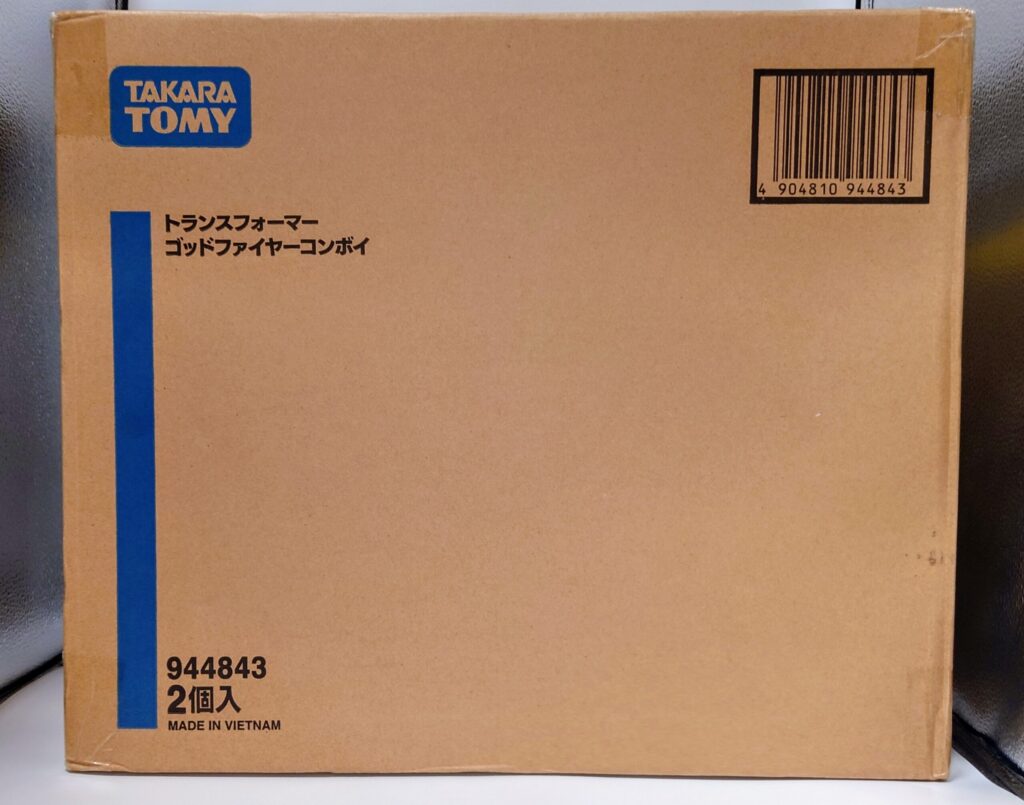 TAKARA
TOMY
4 904810 944843
トランスフォーマー
ゴッドファイヤーコンボイ
944843
2個入
MADE IN VIETNAM